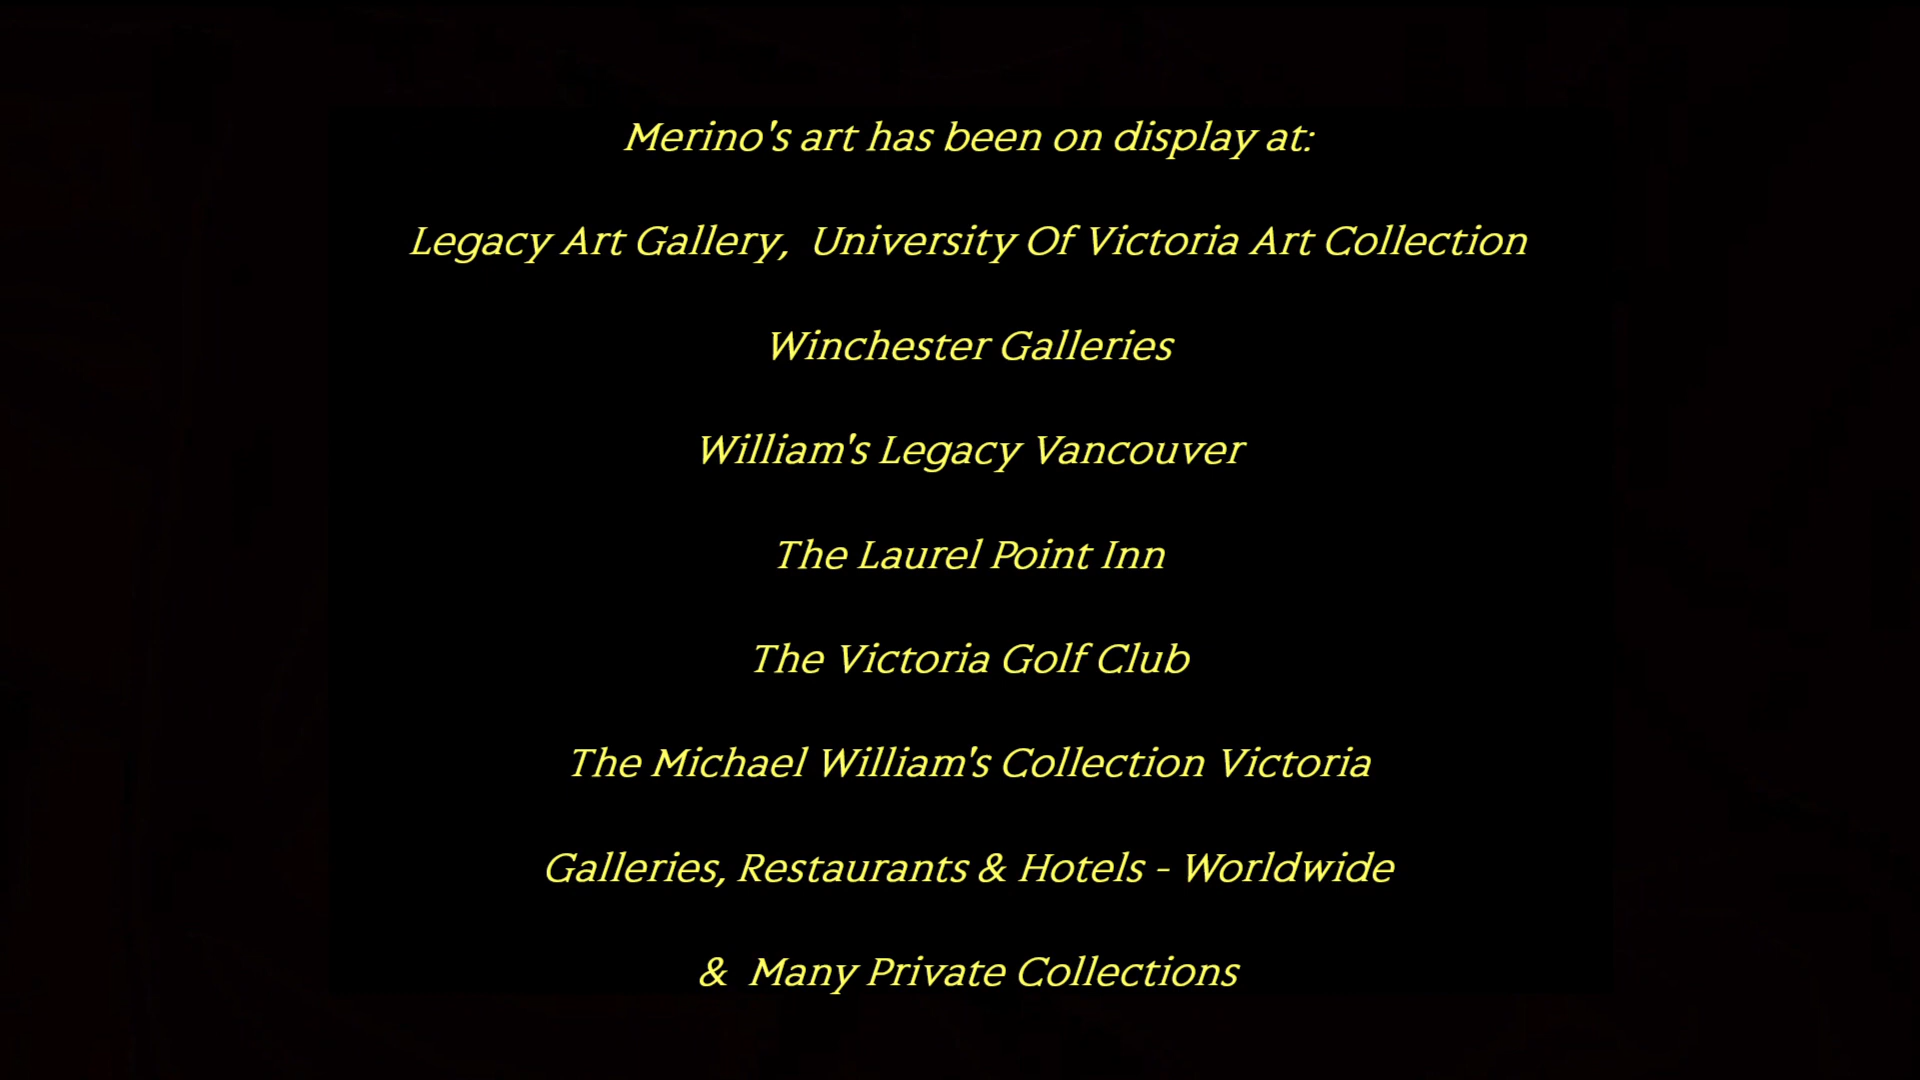 Merino's art has been on display at:
Legacy Art Gallery,  University Of Victoria Art Collection
Winchester Galleries
William's Legacy Vancouver
The Laurel Point Inn
The Victoria Golf Club
The Michael William's Collection Victoria
Galleries, Restaurants & Hotels - Worldwide
&  Many Private Collections